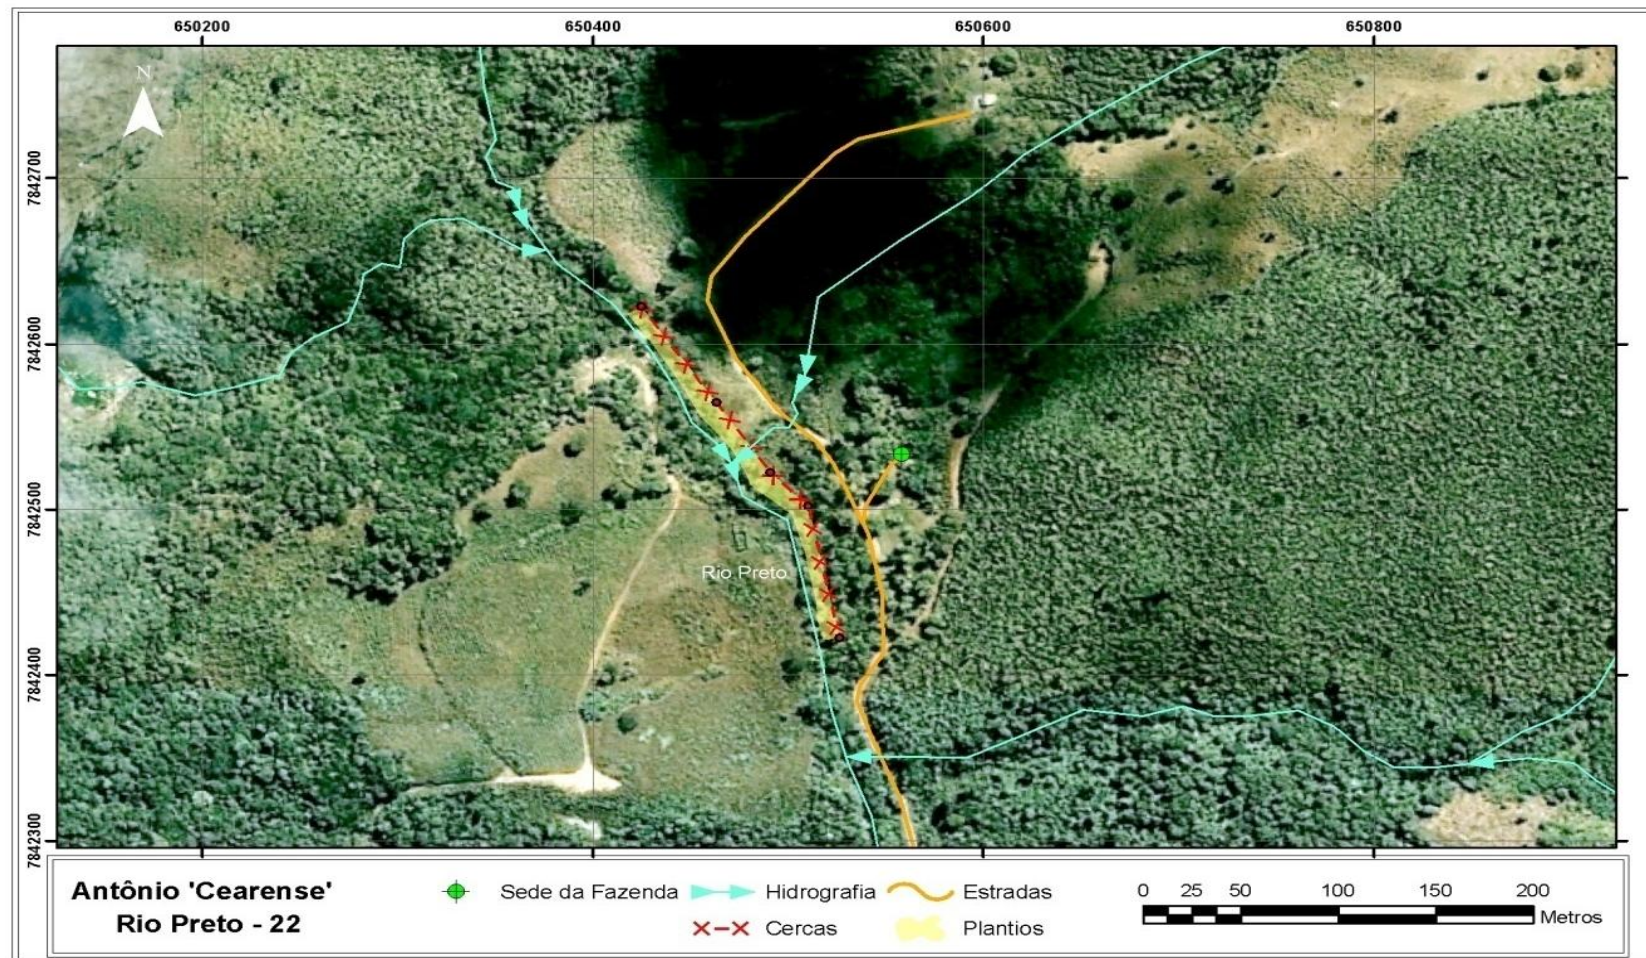 650200 650400 650600 650800
N
7842700
7842600
7842500
7842400
7842300
Rio Preto
Antônio 'Cearense'
Rio Preto - 22
Sede da Fazenda
Hidrografia
Estradas
Cercas
Plantios
0 25 50 100 150 200
Metros